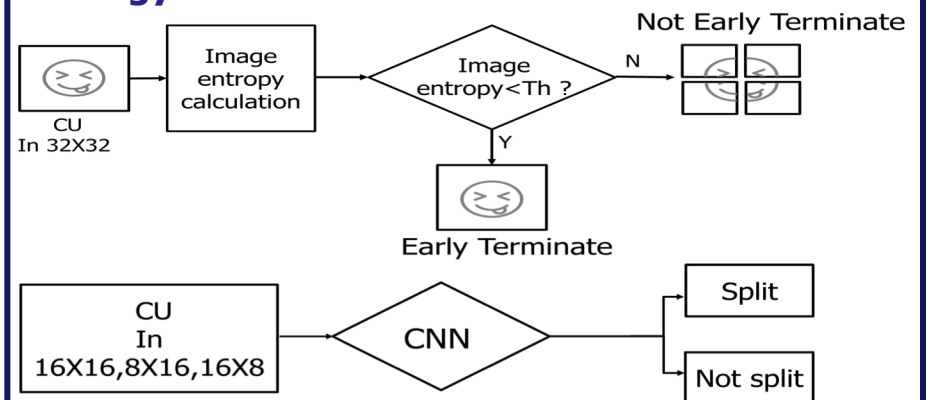 Not Early Terminate
Image
entropy
calculation
Image
entropy<Th ?
N
CU
In 32X32
Y
Early Terminate
CU
In
16X16,8X16,16X8
CNN
Split
Not split